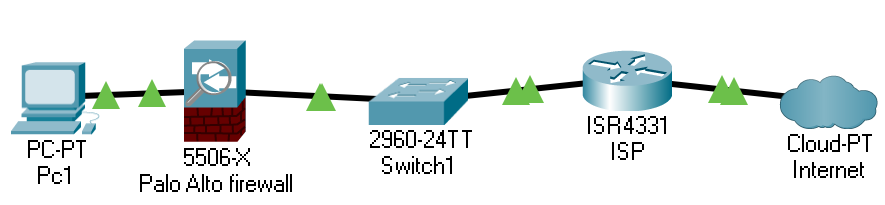 PC-PT
Pc1
5506-X
Palo Alto firewall
2960-24TT
Switch1
ISR4331
ISP
Cloud-PT
Internet